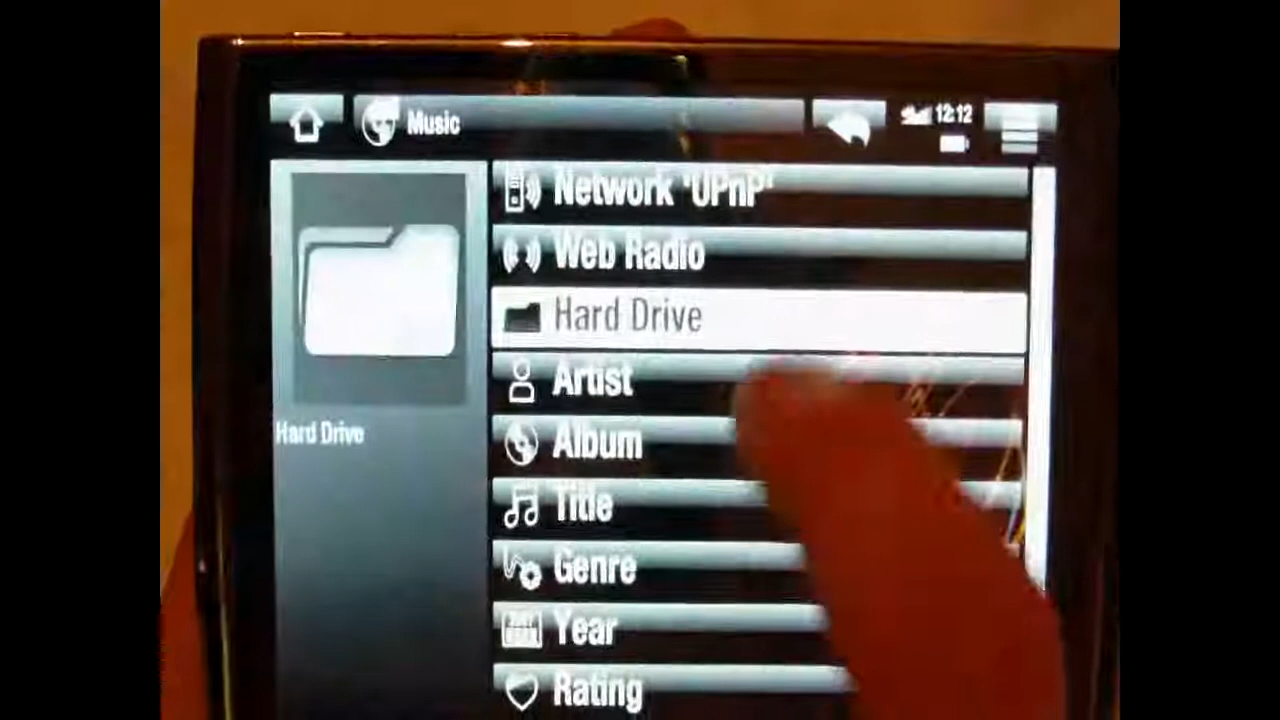 Music
12:12
Network 'UPnP'
Web Radio
Hard Drive
Artist
Hard Drive
Album
Title
Genre
Year
Rating